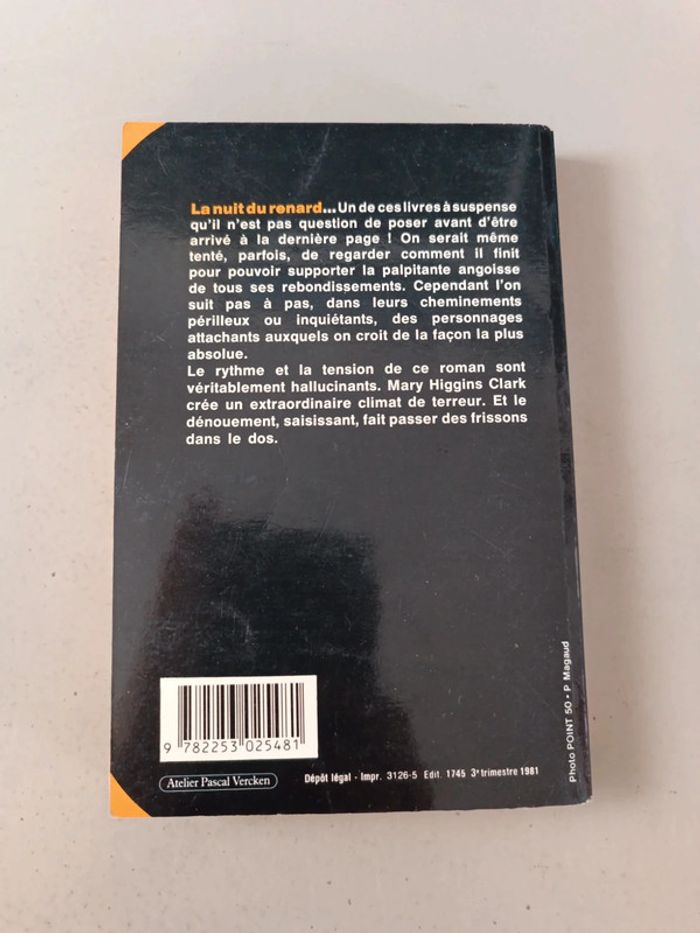 La nuit du renard... Un de ces livres à suspense
qu'il n'est pas question de poser avant d'être
arrivé à la dernière page ! On serait même
tenté, parfois, de regarder comment il finit
pour pouvoir supporter la palpitante angoisse
de tous ses rebondissements. Cependant l'on
suit pas à pas, dans leurs cheminements
périlleux ou inquiétants, des personnages
attachants auxquels on croit de la façon la plus
absolue.
Le rythme et la tension de ce roman sont
véritablement hallucinants. Mary Higgins Clark
crée un extraordinaire climat de terreur. Et le
dénouement, saisissant, fait passer des frissons
dans le dos.
Photo POINT 50 - P Magaud
9 782253 025481
Atelier Pascal Vercken
Dépôt légal - Impr. 3126-5 Edit. 1745 3e trimestre 1981